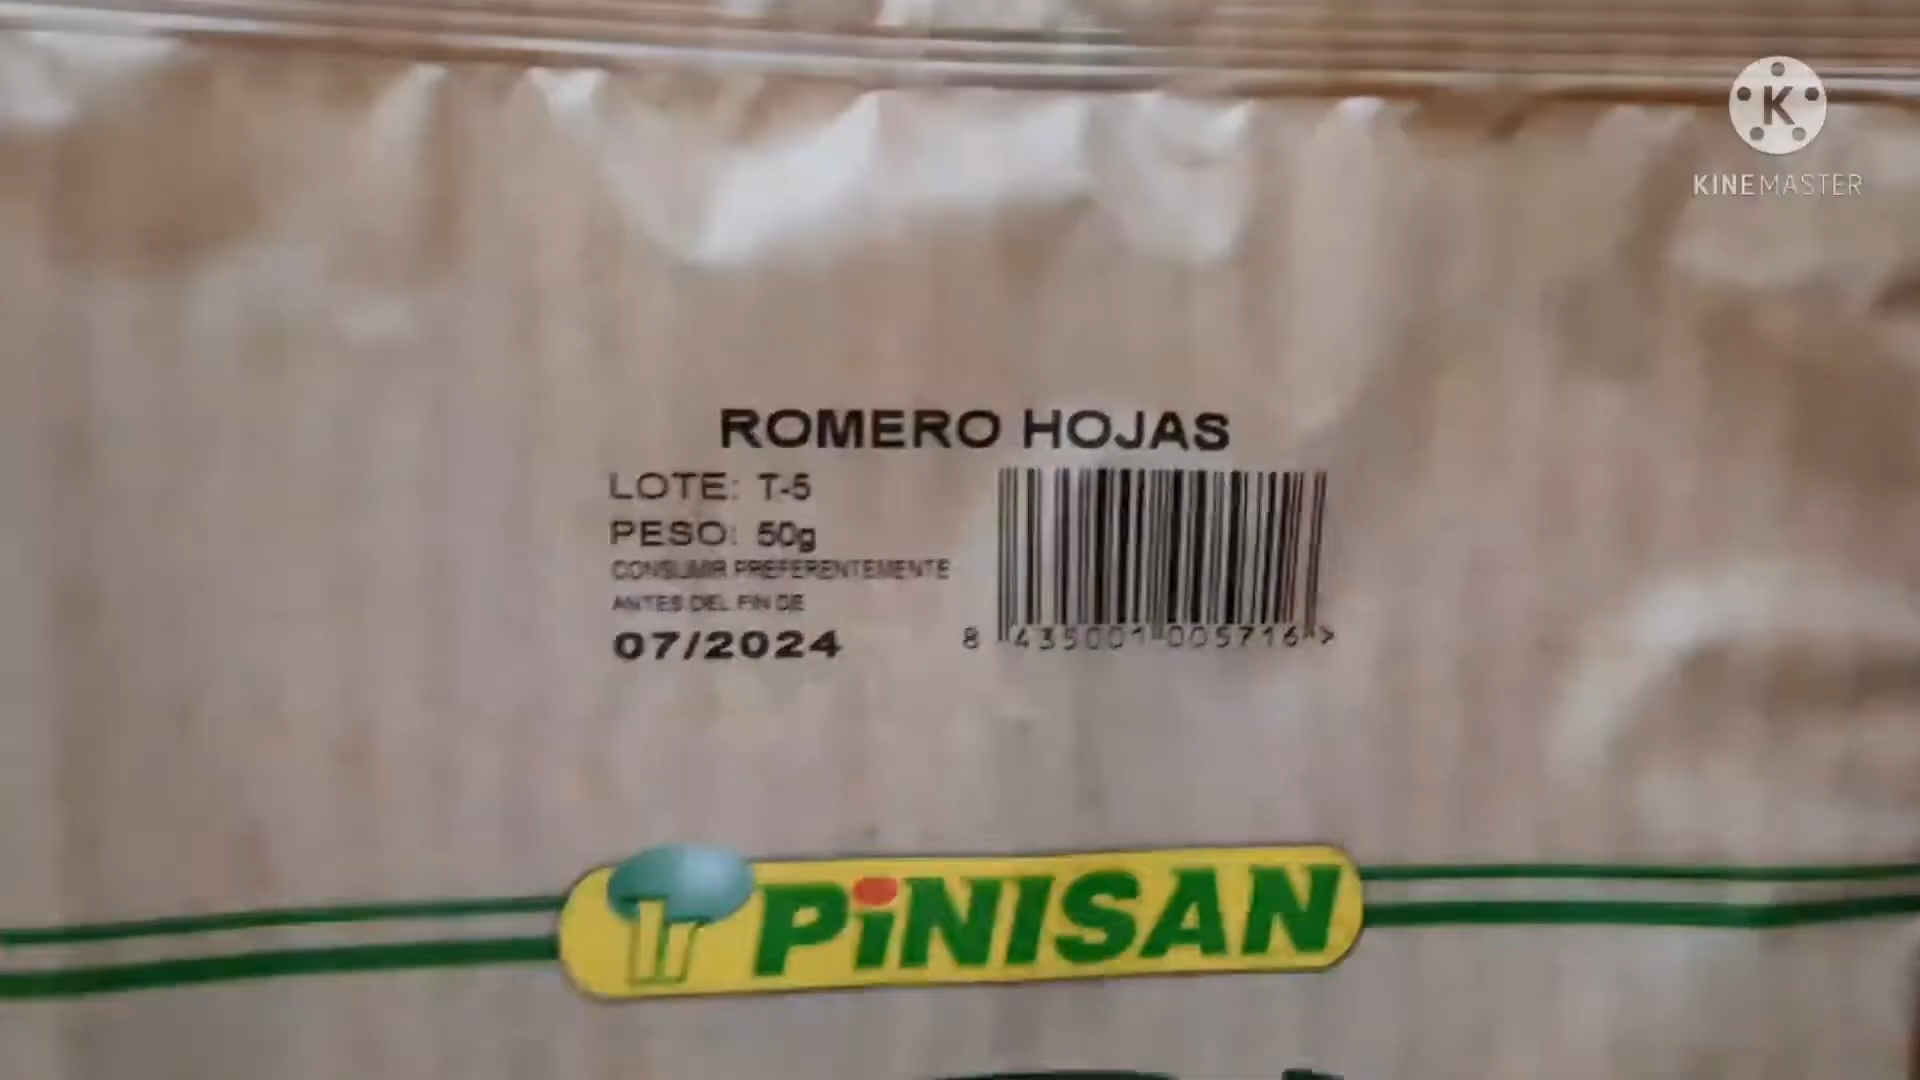 KINEMASTER
ROMERO HOJAS
LOTE: T-5
PESO: 50g
CONSUMIR PREFERENTEMENTE
ANTES DEL FIN DE
07/2024
8 435001 005716 >
PiNISAN